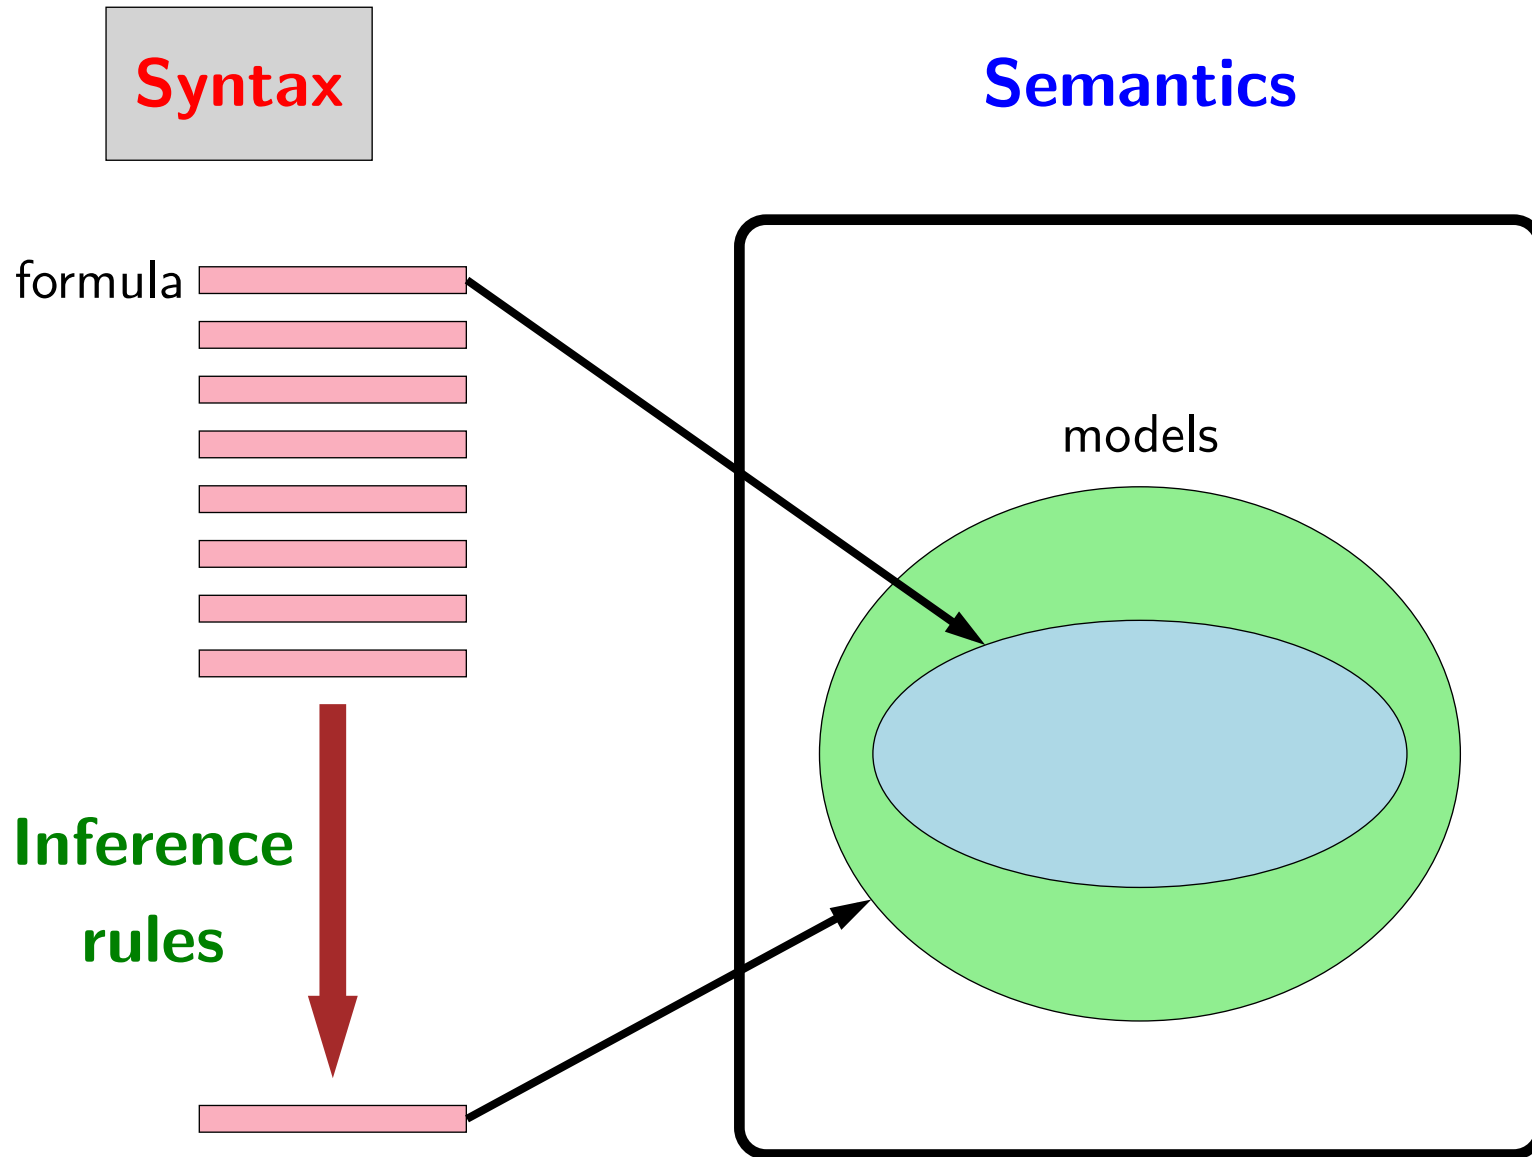 Syntax
Semantics
formula
models
Inference
rules